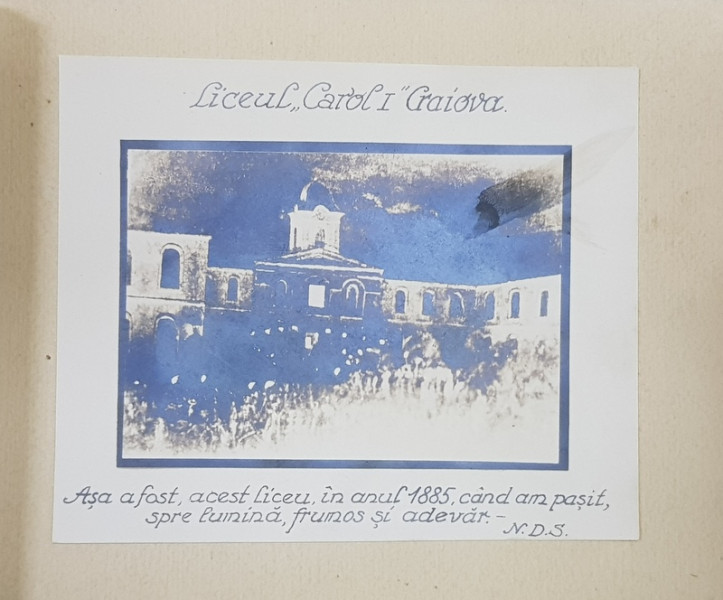 Liceul „Carol I" Craiova.
Așa a fost, acest liceu, în anul 1885, când am pașit,
spre lumină, frumos și adevăr.-
N.D.S.